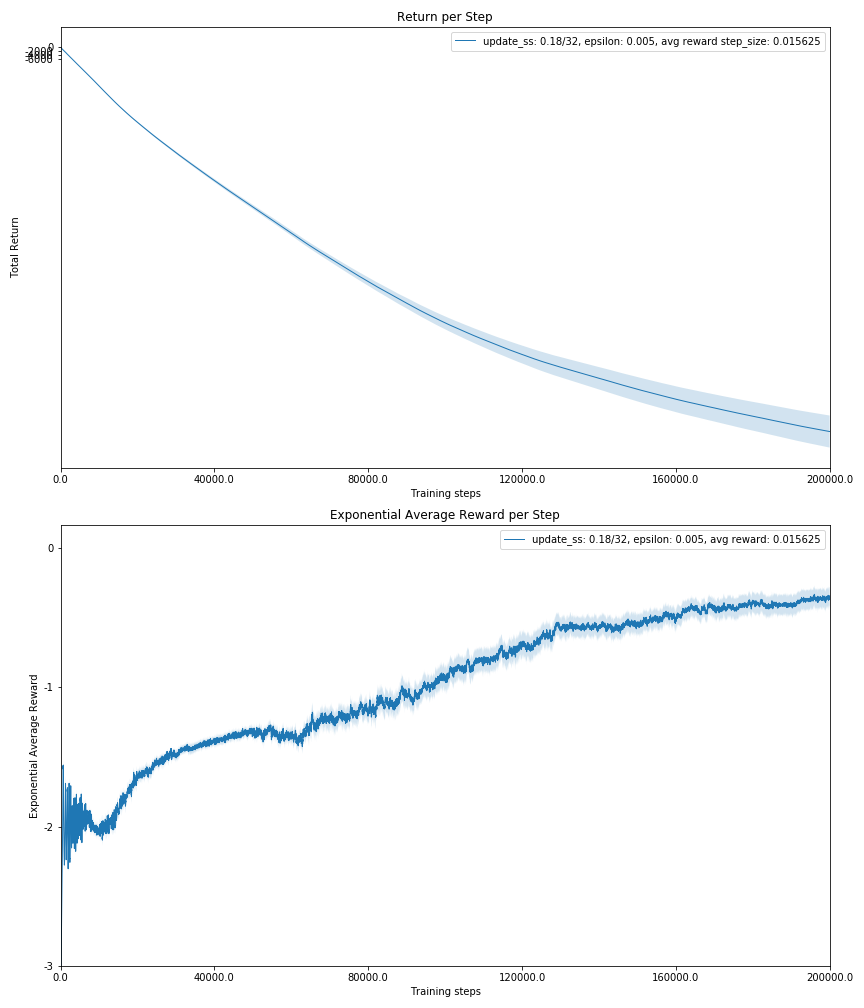 Return per Step
update_ss: 0.18/32, epsilon: 0.005, avg reward step_size: 0.015625
0
-2000
-4000
-6000
Total Return
0.0 40000.0 80000.0 120000.0 160000.0 200000.0
Training steps
Exponential Average Reward per Step
update_ss: 0.18/32, epsilon: 0.005, avg reward: 0.015625
0
-1
-2
-3
Exponential Average Reward
0.0 40000.0 80000.0 120000.0 160000.0 200000.0
Training steps